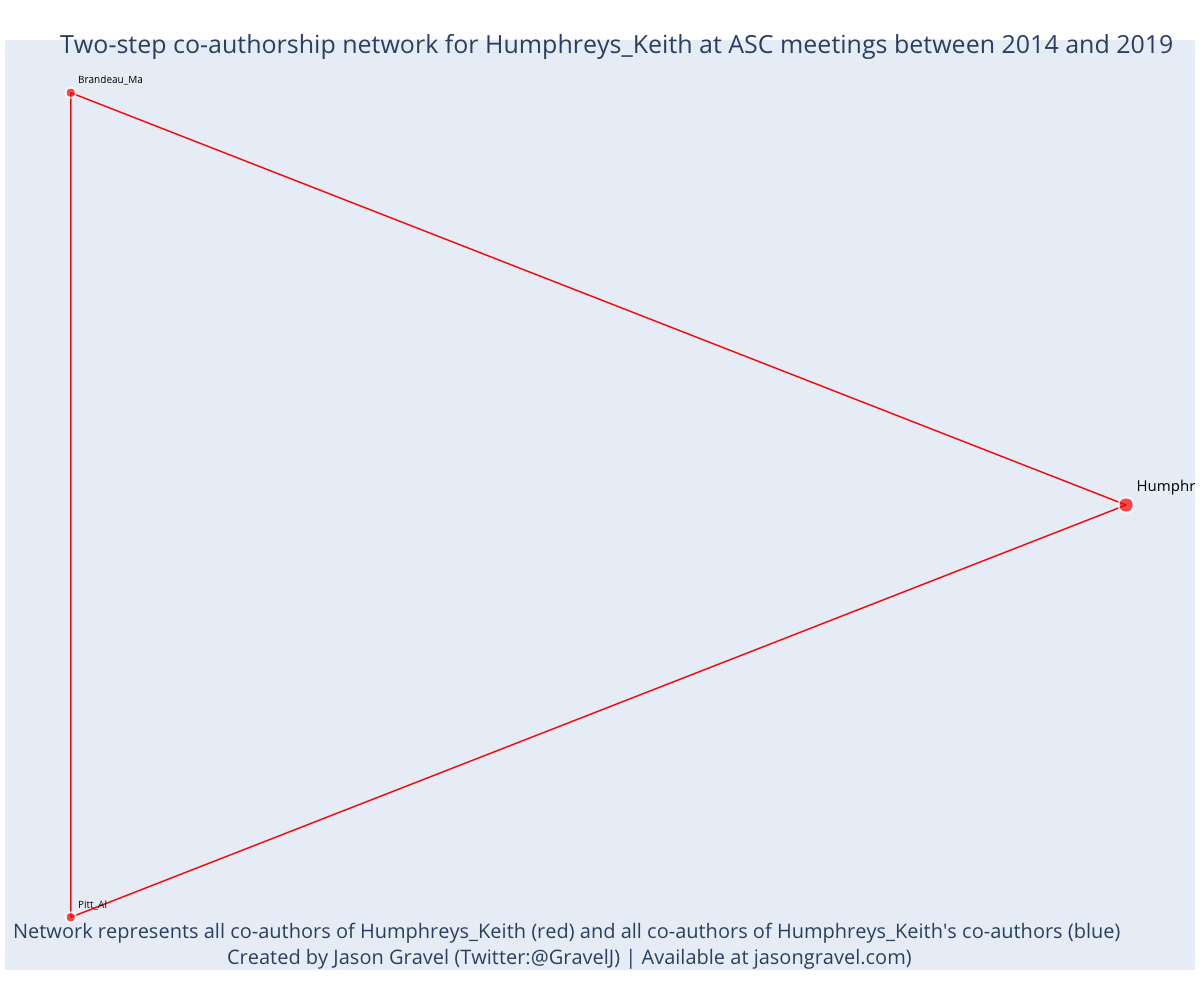 Two-step co-authorship network for Humphreys_Keith at ASC meetings between 2014 and 2019
Brandeau_Ma
Humphr
Pitt_Al
Network represents all co-authors of Humphreys_Keith (red) and all co-authors of Humphreys_Keith's co-authors (blue)
Created by Jason Gravel (Twitter:@GravelJ) | Available at jasongravel.com)